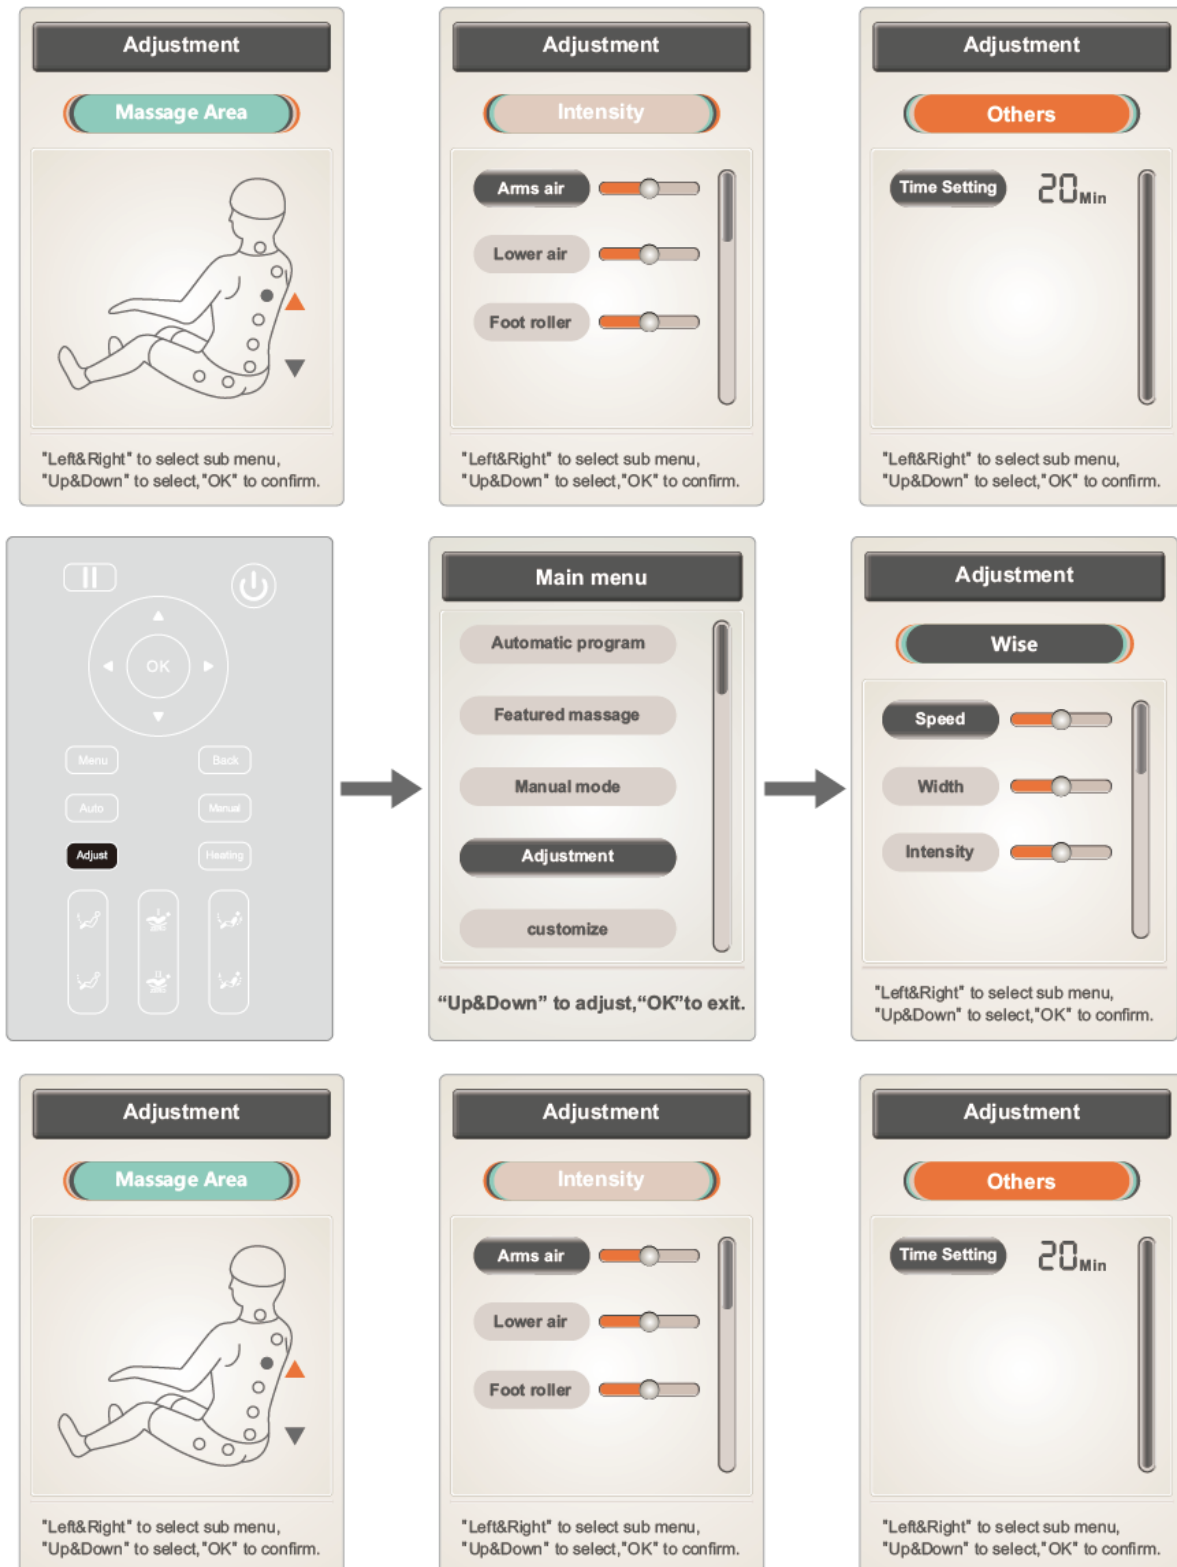 Adjustment
Massage Area
"Left&Right" to select sub menu,
"Up&Down" to select,"OK" to confirm.
Adjustment
Intensity
Arms air
Lower air
Foot roller
"Left&Right" to select sub menu,
"Up&Down" to select,"OK" to confirm.
Adjustment
Others
Time Setting 20Min
"Left&Right" to select sub menu,
"Up&Down" to select,"OK" to confirm.
OK
Menu Back
Auto Manual
Adjust Heating
Main menu
Automatic program
Featured massage
Manual mode
Adjustment
customize
“Up&Down” to adjust,“OK”to exit.
Adjustment
Wise
Speed
Width
Intensity
"Left&Right" to select sub menu,
"Up&Down" to select,"OK" to confirm.
Adjustment
Massage Area
"Left&Right" to select sub menu,
"Up&Down" to select,"OK" to confirm.
Adjustment
Intensity
Arms air
Lower air
Foot roller
"Left&Right" to select sub menu,
"Up&Down" to select,"OK" to confirm.
Adjustment
Others
Time Setting 20Min
"Left&Right" to select sub menu,
"Up&Down" to select,"OK" to confirm.